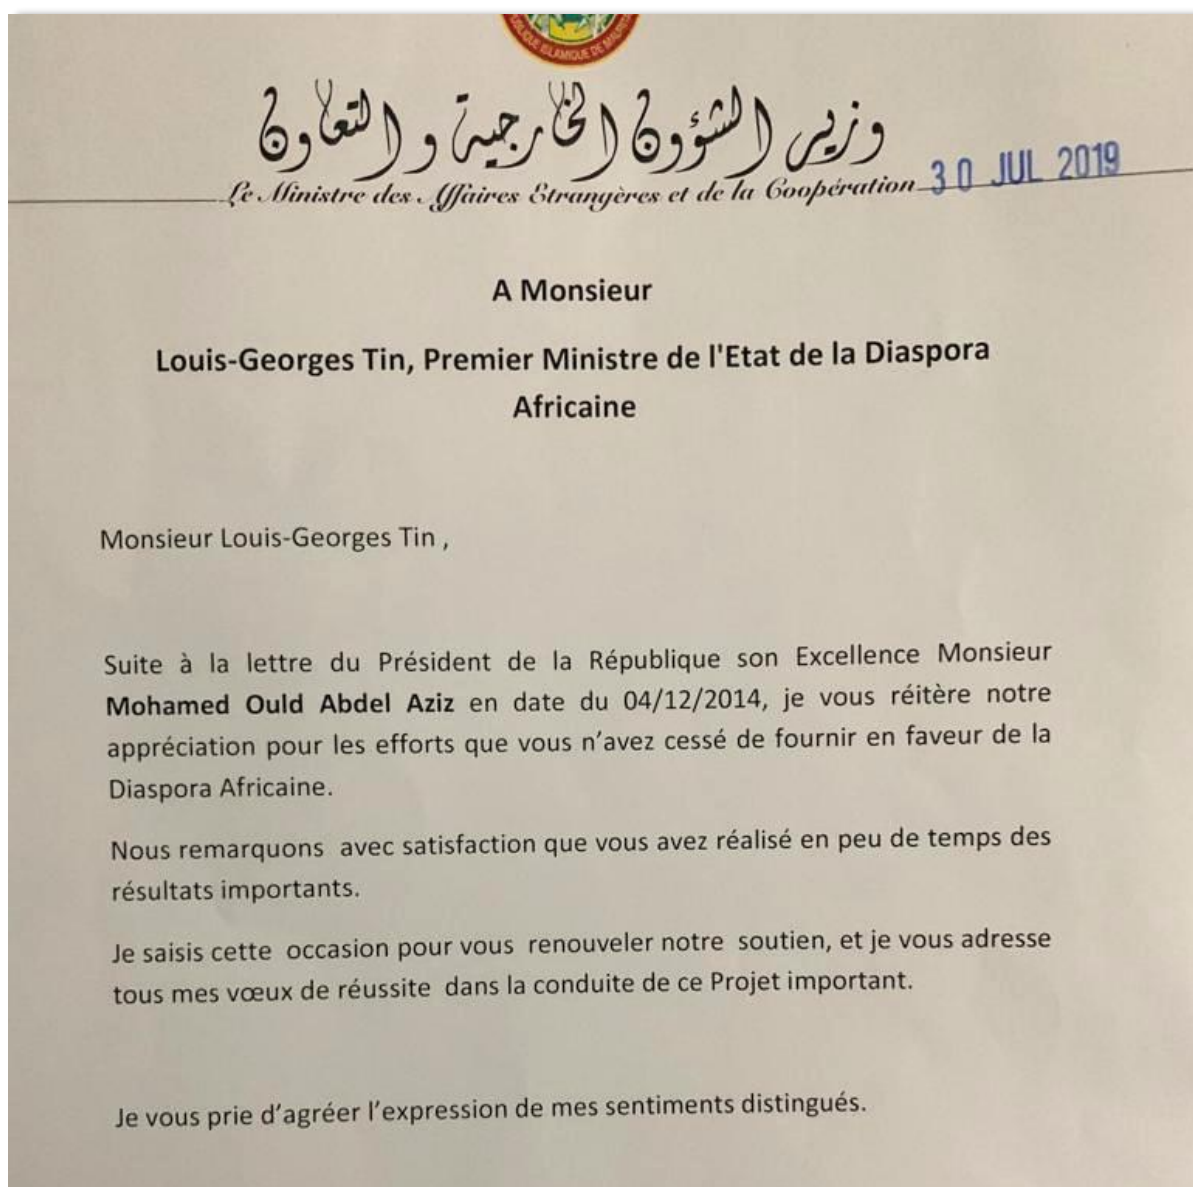 RÉPUBLIQUE ISLAMIQUE DE MAURIT
وزير الشؤون الخارجية و التعاون
Le Ministre des Affaires Etrangères et de la Coopération
30 JUL 2019
A Monsieur
Louis-Georges Tin, Premier Ministre de l'Etat de la Diaspora
Africaine
Monsieur Louis-Georges Tin ,
Suite à la lettre du Président de la République son Excellence Monsieur
Mohamed Ould Abdel Aziz en date du 04/12/2014, je vous réitère notre
appréciation pour les efforts que vous n’avez cessé de fournir en faveur de la
Diaspora Africaine.
Nous remarquons avec satisfaction que vous avez réalisé en peu de temps des
résultats importants.
Je saisis cette occasion pour vous renouveler notre soutien, et je vous adresse
tous mes vœux de réussite dans la conduite de ce Projet important.
Je vous prie d’agréer l’expression de mes sentiments distingués.